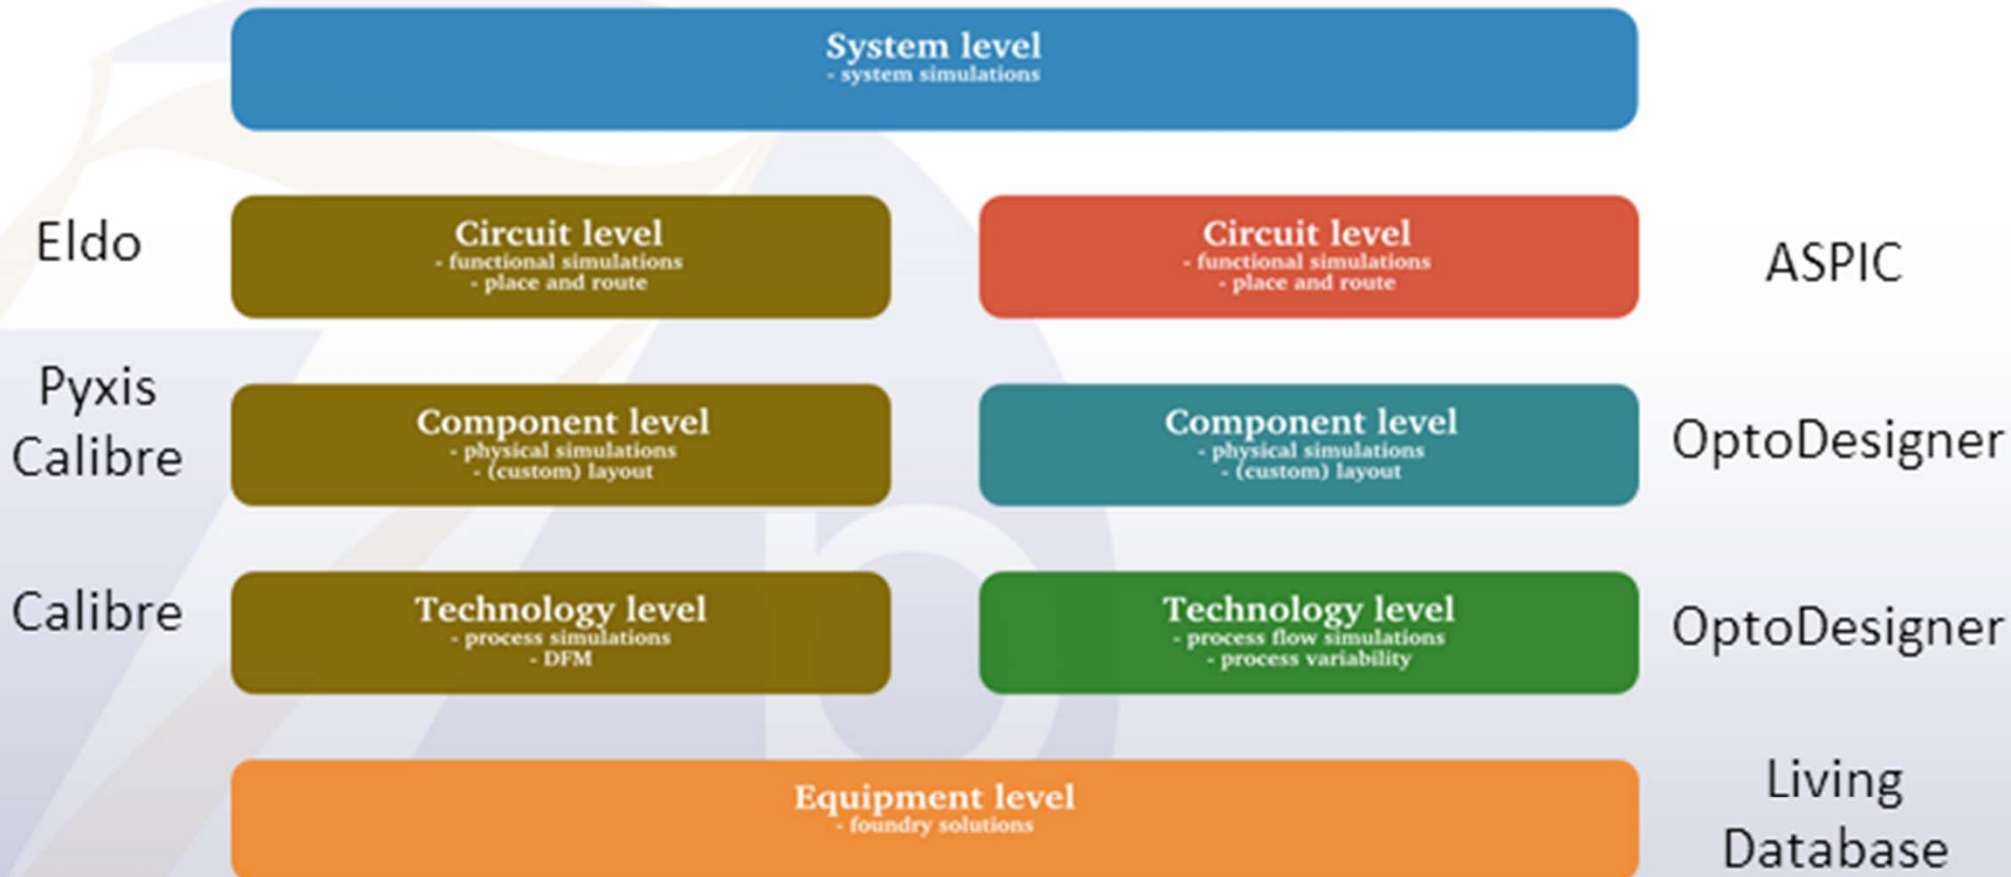 System level
- system simulations
Eldo
Circuit level
- functional simulations
- place and route
Circuit level
- functional simulations
- place and route
ASPIC
Pyxis
Calibre
Component level
- physical simulations
- (custom) layout
Component level
- physical simulations
- (custom) layout
OptoDesigner
Calibre
Technology level
- process simulations
- DFM
Technology level
- process flow simulations
- process variability
OptoDesigner
Equipment level
- foundry solutions
Living
Database